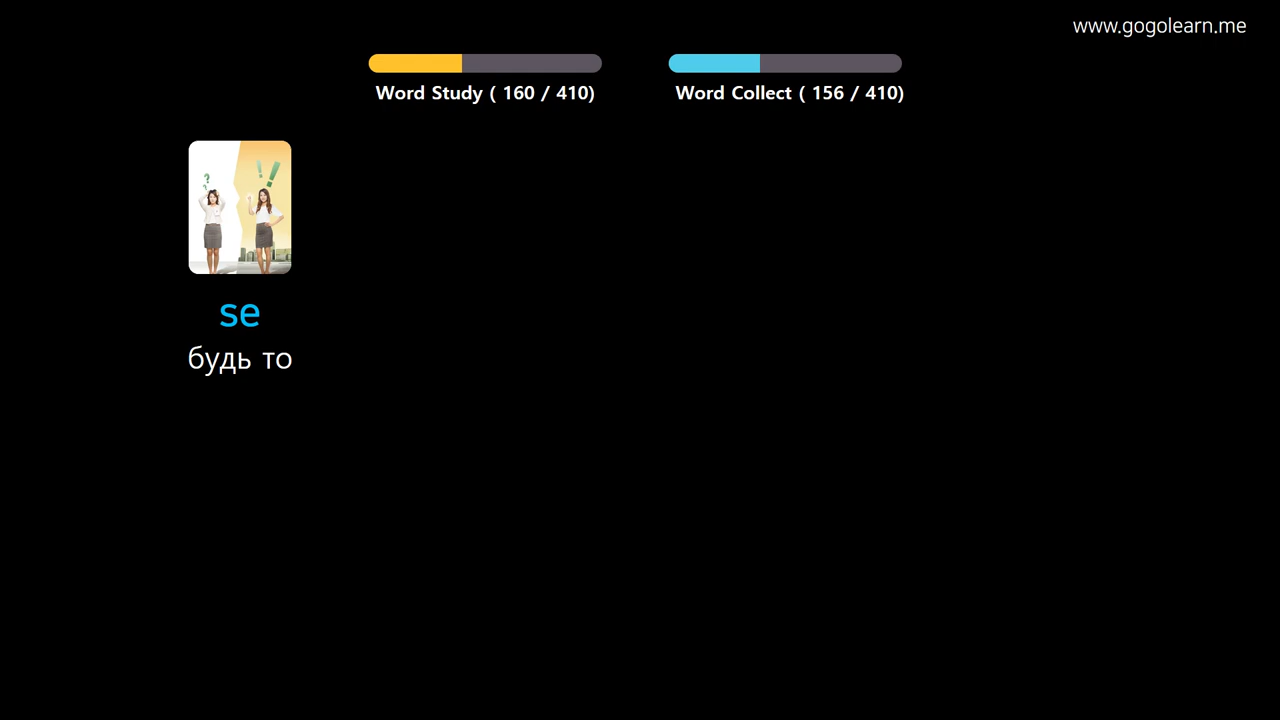 www.gogolearn.me
Word Study ( 160 / 410)
Word Collect ( 156 / 410)
se
будь то